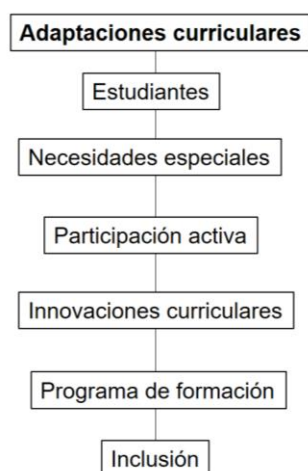 Adaptaciones curriculares
Estudiantes
Necesidades especiales
Participación activa
Innovaciones curriculares
Programa de formación
Inclusión